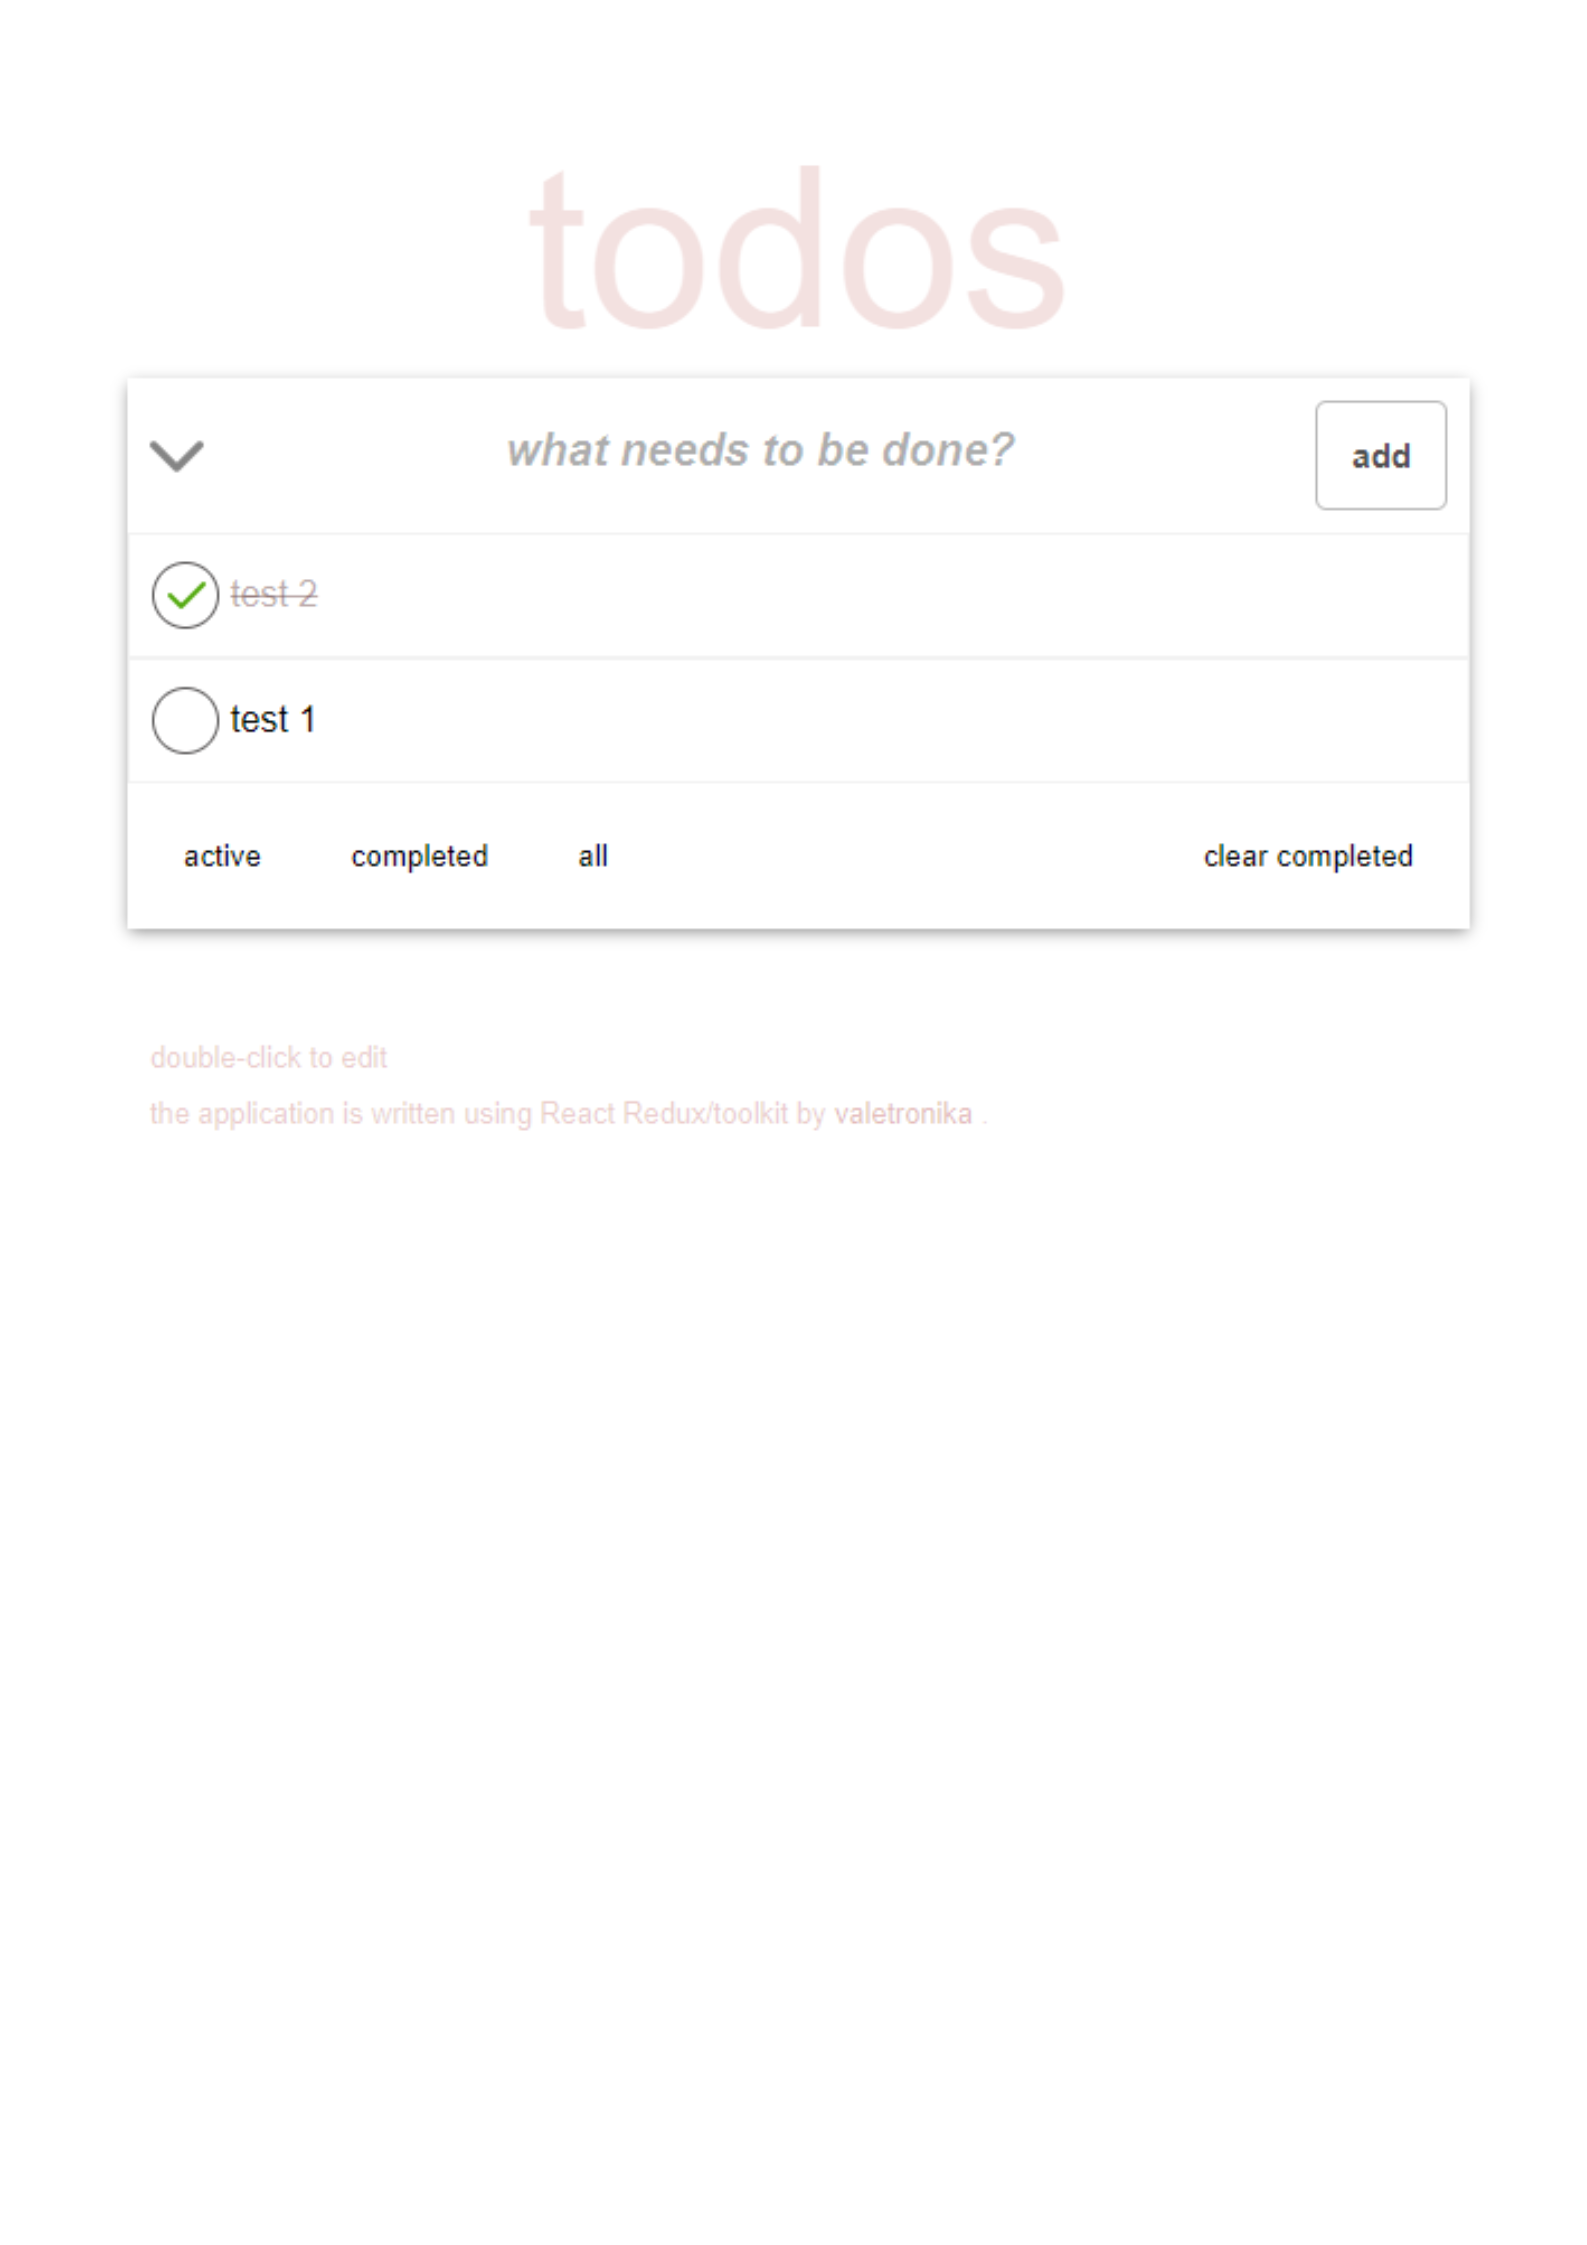 todos
what needs to be done?
add
test 2
test 1
active completed all clear completed
double-click to edit
the application is written using React Redux/toolkit by valetronika .